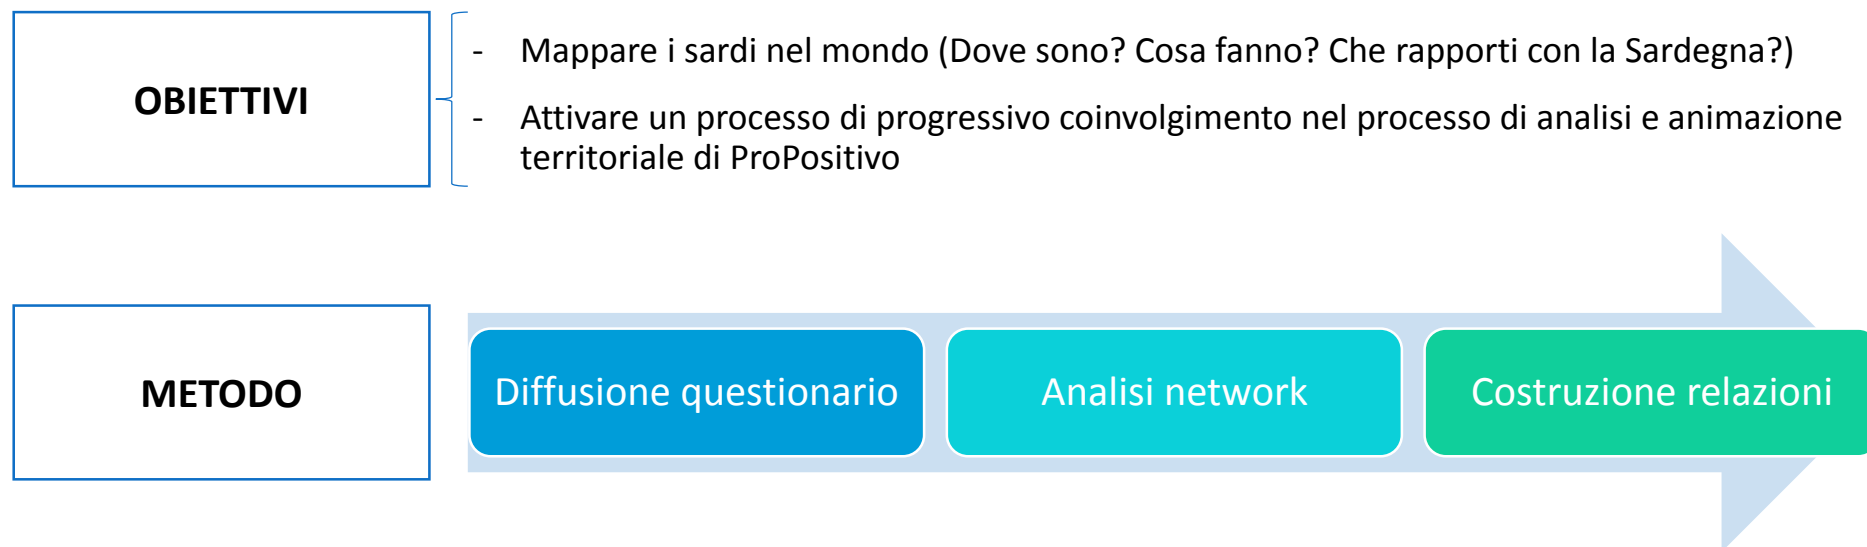 OBIETTIVI
- Mappare i sardi nel mondo (Dove sono? Cosa fanno? Che rapporti con la Sardegna?)
- Attivare un processo di progressivo coinvolgimento nel processo di analisi e animazione
territoriale di ProPositivo
METODO
Diffusione questionario
Analisi network
Costruzione relazioni